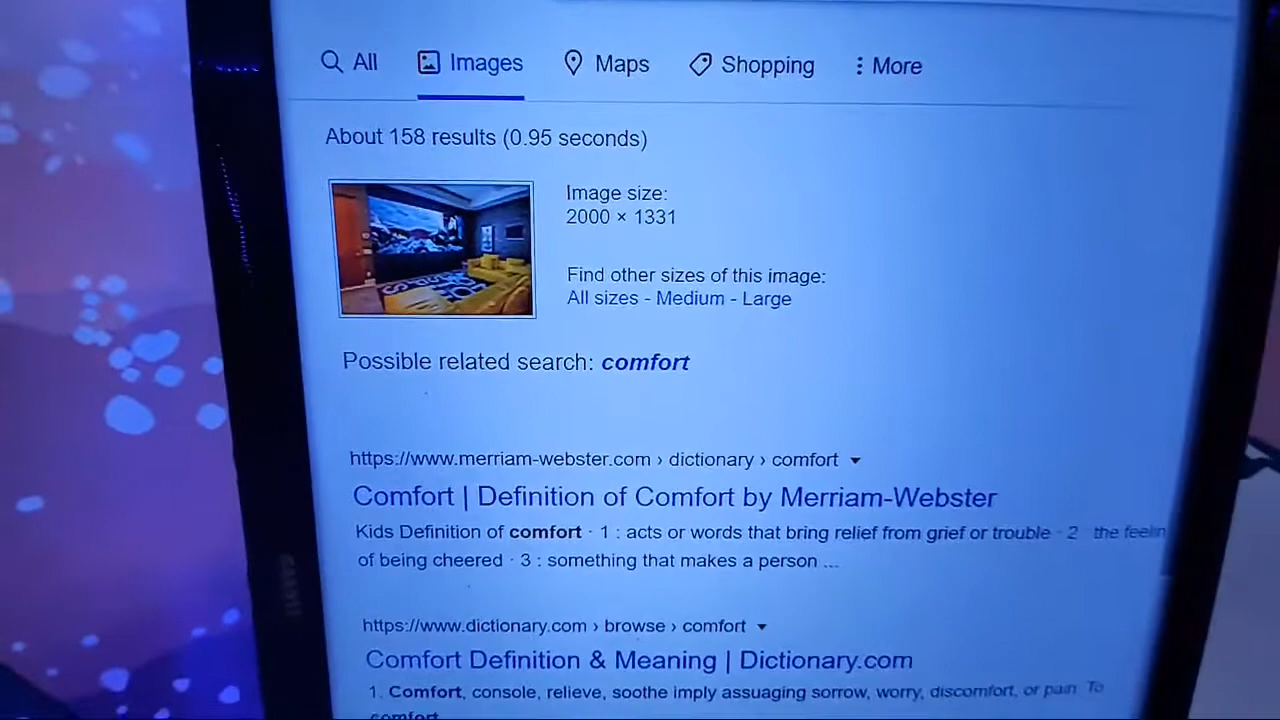 All Images Maps Shopping More
About 158 results (0.95 seconds)
Image size:
2000 × 1331
Find other sizes of this image:
All sizes - Medium - Large
Possible related search: comfort
https://www.merriam-webster.com › dictionary › comfort
Comfort | Definition of Comfort by Merriam-Webster
Kids Definition of comfort · 1 : acts or words that bring relief from grief or trouble · 2 the feelin
of being cheered · 3 : something that makes a person ...
https://www.dictionary.com › browse › comfort
Comfort Definition & Meaning | Dictionary.com
1. Comfort, console, relieve, soothe imply assuaging sorrow, worry, discomfort, or pain. To
comfort